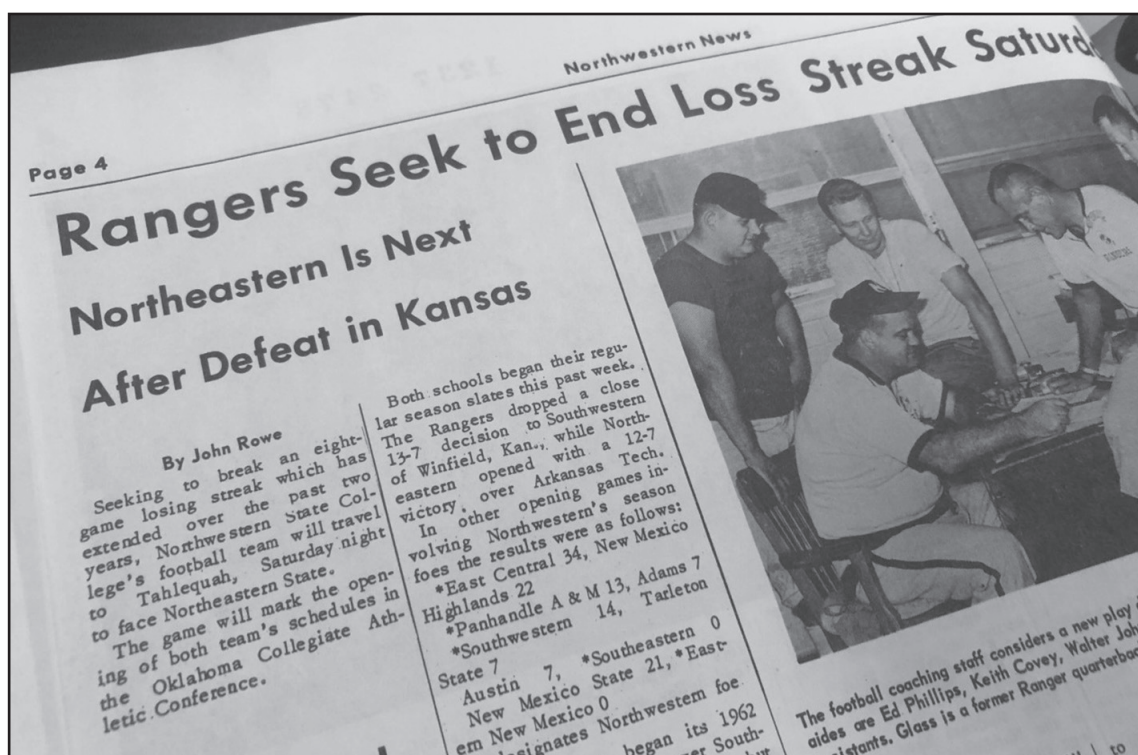 Northwestern News
Page 4
Rangers Seek to End Loss Streak
Northeastern Is Next
After Defeat in Kansas
By John Rowe
Seeking to break an eight-
game losing streak which has
extended over the past two
years, Northwestern State Col-
lege's football team will travel
to Tahlequah, Saturday night
to face Northeastern State.
The game will mark the open-
ing of both team's schedules in
the Oklahoma Collegiate Ath-
letic Conference.
Both schools began their regu-
lar season slates this past week.
The Rangers dropped a close
13-7 decision to Southwestern
of Winfield, Kan., while North-
eastern opened with a 12-7
victory over Arkansas Tech.
In other opening games in-
volving Northwestern's season
foes the results were as follows:
*East Central 34, New Mexico
Highlands 22
*Panhandle A & M 13, Adams 7
*Southwestern 14, Tarleton
State 7
Austin 7, *Southeastern 0
New Mexico State 21, *East-
ern New Mexico 0
Northwestern foe
began its 1962
South-
The football coaching staff considers a new play
aides are Ed Phillips, Keith Covey, Walter
Glass is a former Ranger